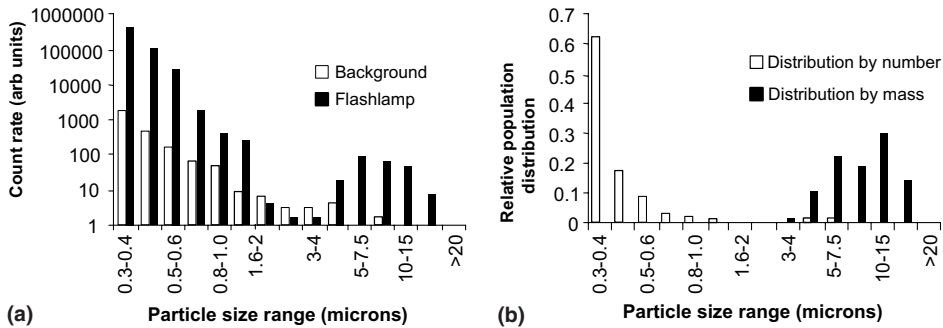 1000000
100000
10000
1000
100
10
1
Count rate (arb units)
Background
Flashlamp
0.3-0.4
0.5-0.6
0.8-1.0
1.6-2
3-4
5-7.5
10-15
>20
(a)
Particle size range (microns)
0.7
0.6
0.5
0.4
0.3
0.2
0.1
0
Relative population
distribution
Distribution by number
Distribution by mass
0.3-0.4
0.5-0.6
0.8-1.0
1.6-2
3-4
5-7.5
10-15
>20
(b)
Particle size range (microns)